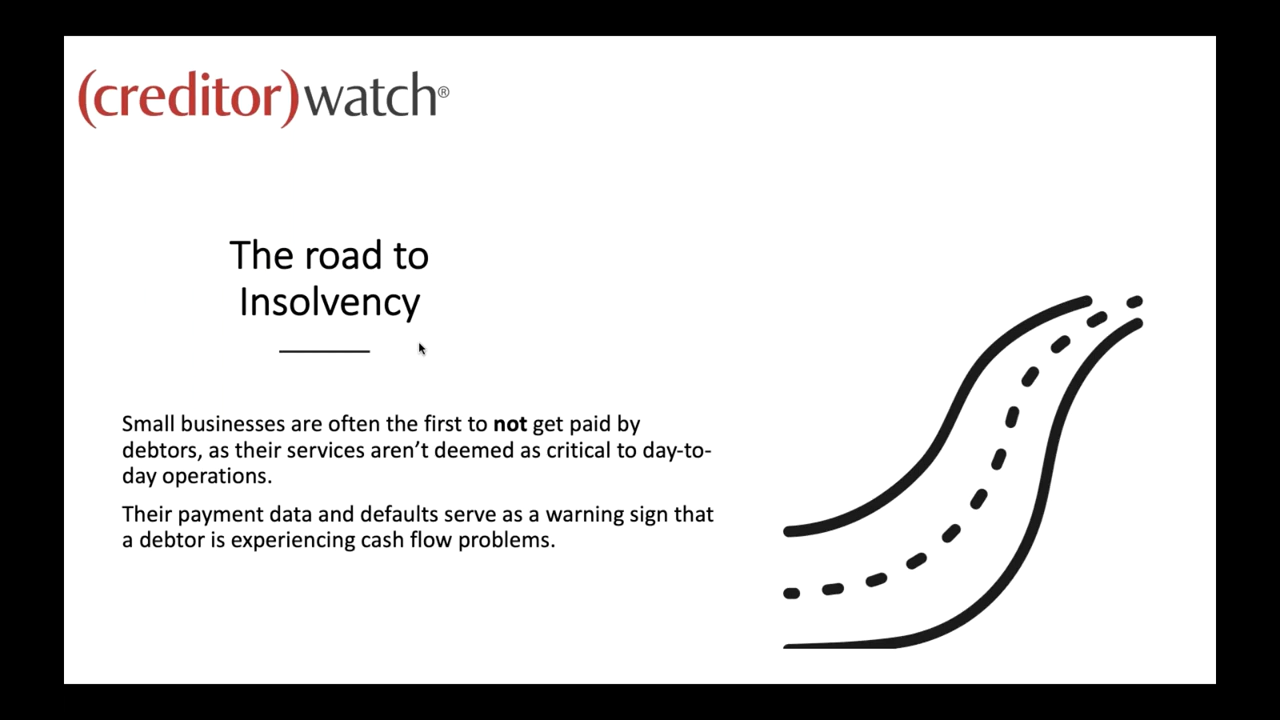 (creditor)watch®
The road to
Insolvency
Small businesses are often the first to not get paid by
debtors, as their services aren’t deemed as critical to day-to-
day operations.
Their payment data and defaults serve as a warning sign that
a debtor is experiencing cash flow problems.